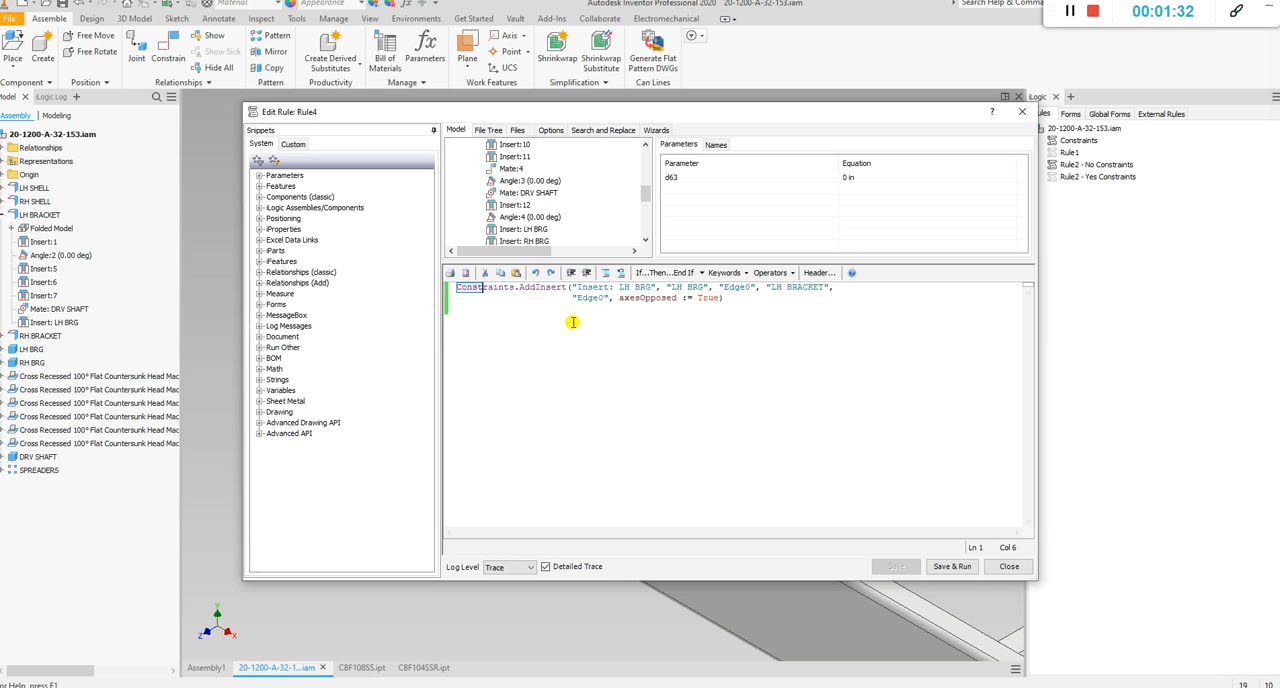 Material
Appearance
Autodesk Inventor Professional 2020 20-1200-A-32-153.iam
Search Help & Comma
00:01:32
File Assemble Design 3D Model Sketch Annotate Inspect Tools Manage View Environments Get Started Vault Add-Ins Collaborate Electromechanical
Place Create Free Move
Free Rotate
Joint Constrain Show
Show Sick
Hide All
Pattern
Mirror
Copy
Create Derived
Substitutes
Bill of
Materials
Parameters
Plane
Axis
Point
UCS
Shrinkwrap
Shrinkwrap
Substitute
Generate Flat
Pattern DWGs
Component Position Relationships Pattern Productivity Manage Work Features Simplification Can Lines
Model iLogic Log
Assembly Modeling
20-1200-A-32-153.iam
Relationships
Representations
Origin
LH SHELL
RH SHELL
LH BRACKET
Folded Model
Insert:1
Angle:2 (0.00 deg)
Insert:5
Insert:6
Insert:7
Mate: DRV SHAFT
Insert: LH BRG
RH BRACKET
LH BRG
RH BRG
Cross Recessed 100° Flat Countersunk Head Mac
Cross Recessed 100° Flat Countersunk Head Mac
Cross Recessed 100° Flat Countersunk Head Mac
Cross Recessed 100° Flat Countersunk Head Mac
Cross Recessed 100° Flat Countersunk Head Mac
Cross Recessed 100° Flat Countersunk Head Mac
DRV SHAFT
SPREADERS
Edit Rule: Rule4
Snippets
System Custom
Parameters
Features
Components (classic)
iLogic Assemblies/Components
Positioning
iProperties
Excel Data Links
iParts
iFeatures
Relationships (classic)
Relationships (Add)
Measure
Forms
MessageBox
Log Messages
Document
Run Other
BOM
Math
Strings
Variables
Sheet Metal
Drawing
Advanced Drawing API
Advanced API
Model File Tree Files Options Search and Replace Wizards
Insert:10
Insert:11
Mate:4
Angle:3 (0.00 deg)
Mate: DRV SHAFT
Insert:12
Angle:4 (0.00 deg)
Insert: LH BRG
Insert: RH BRG
Parameters Names
Parameter Equation
d63 0 in
If...Then...End If Keywords Operators Header...
Constraints.AddInsert("Insert: LH BRG", "LH BRG", "Edge0", "LH BRACKET",
"Edge0", axesOpposed := True)
Ln 1 Col 6
Log Level Trace Detailed Trace Save Save & Run Close
iLogic
Forms Global Forms External Rules
20-1200-A-32-153.iam
Constraints
Rule1
Rule2 - No Constraints
Rule2 - Yes Constraints
Assembly1 20-1200-A-32-1...iam CBF108SS.ipt CBF104SSR.ipt
Y
Z X
or Help, press F1
19 10